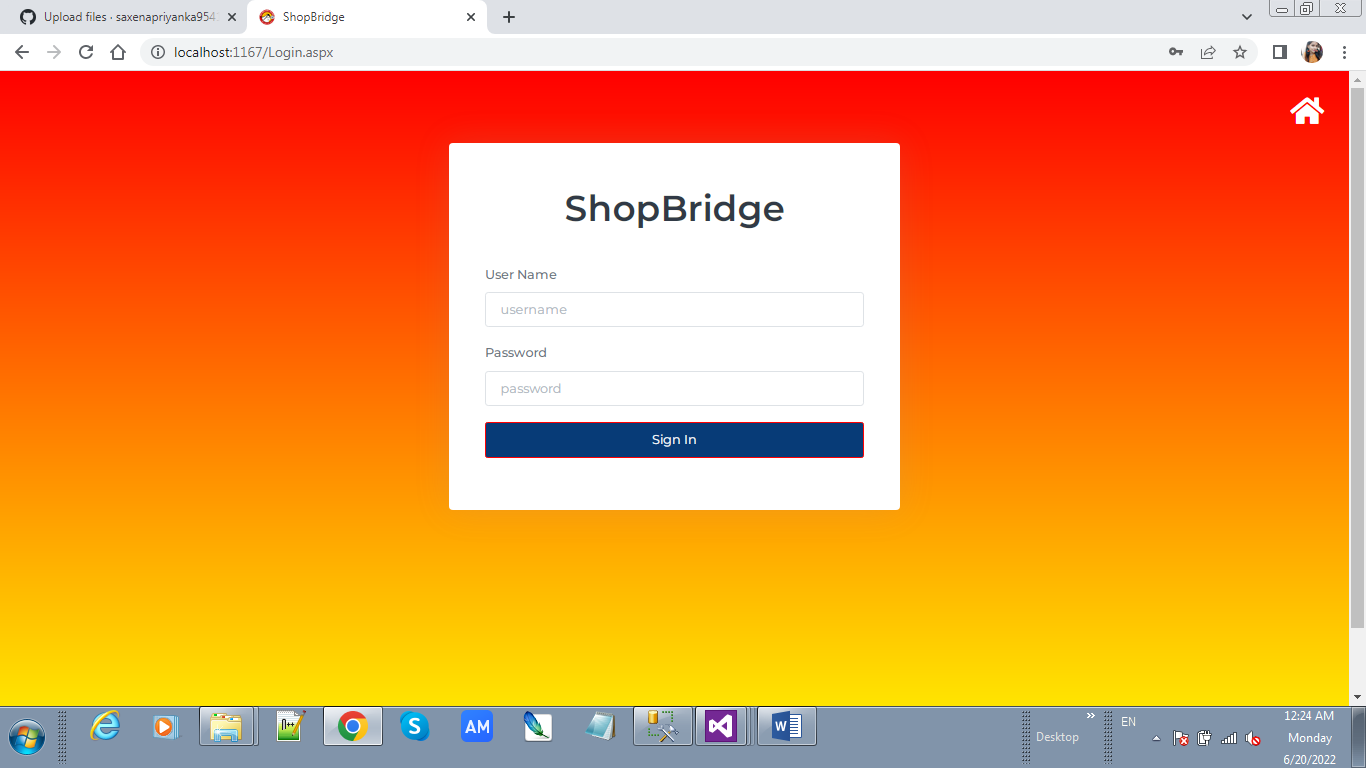 Upload files · saxenapriyanka954
ShopBridge
localhost:1167/Login.aspx
ShopBridge
User Name
username
Password
password
Sign In
AM
EN
12:24 AM
Desktop
Monday
6/20/2022